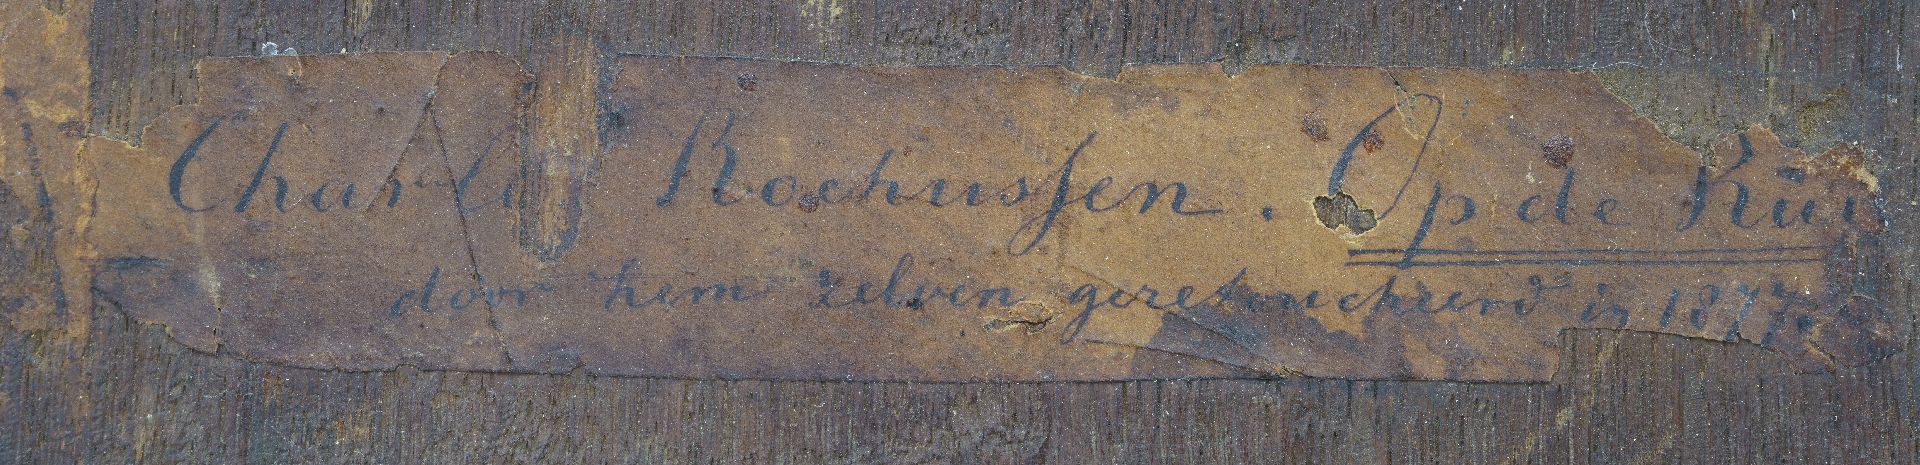 Charles Rochussen. Op de
door hem zelven geretoucheerd in 1877.